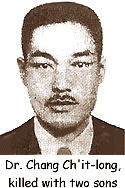 Dr. Chang Ch'it-long,
killed with two sons